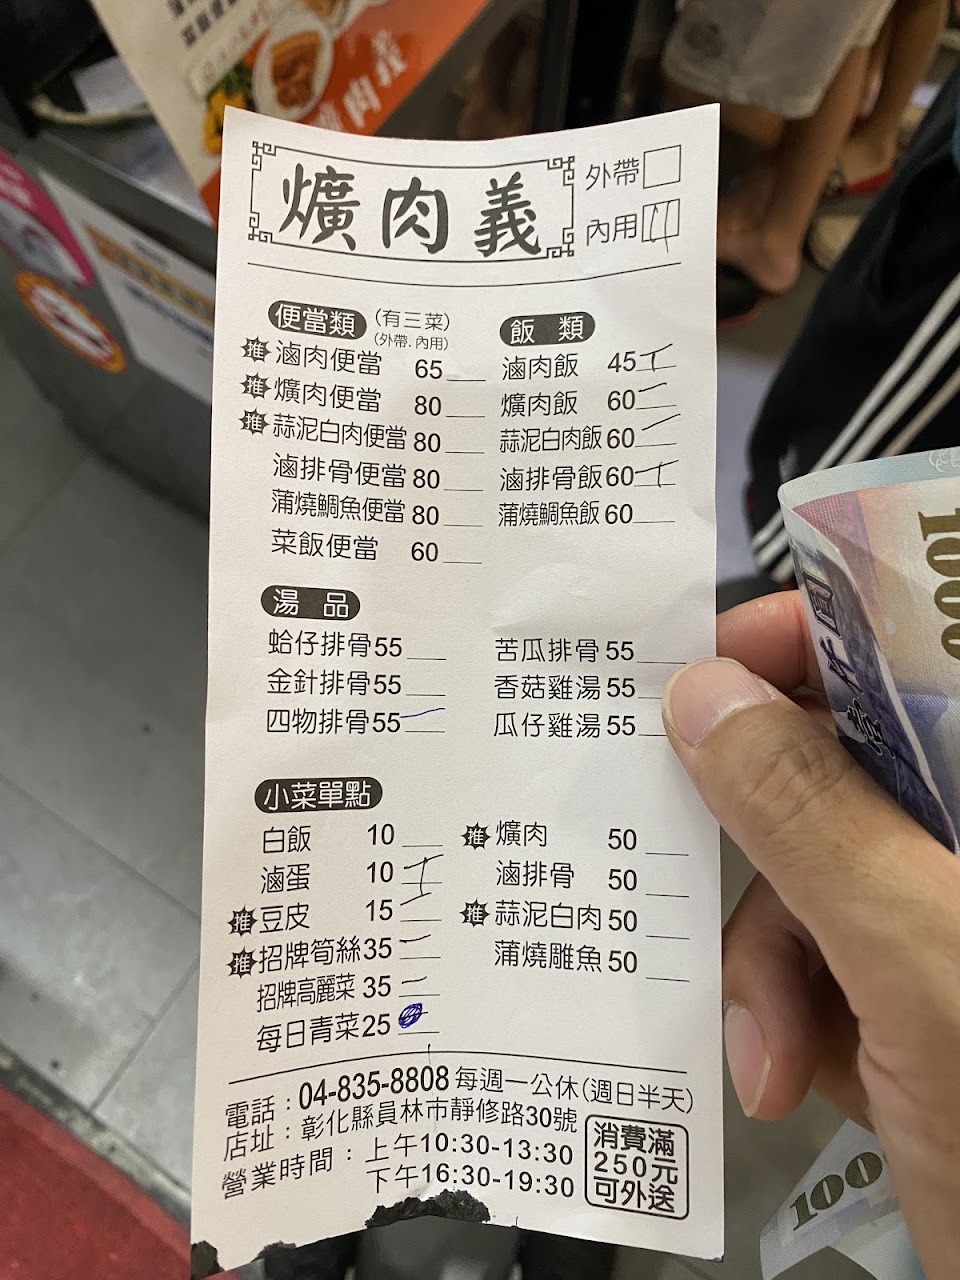 爌肉義
外帶
內用
便當類 (有三菜)
(外帶.內用)
推 滷肉便當 65
推 爌肉便當 80
推 蒜泥白肉便當 80
滷排骨便當 80
蒲燒鯛魚便當 80
菜飯便當 60
飯類
滷肉飯 45
爌肉飯 60
蒜泥白肉飯 60
滷排骨飯 60
蒲燒鯛魚飯 60
湯品
蛤仔排骨 55
金針排骨 55
四物排骨 55
苦瓜排骨 55
香菇雞湯 55
瓜仔雞湯 55
小菜單點
白飯 10
滷蛋 10
推 豆皮 15
推 招牌筍絲 35
招牌高麗菜 35
每日青菜 25
推 爌肉 50
滷排骨 50
推 蒜泥白肉 50
蒲燒雕魚 50
電話：04-835-8808 每週一公休(週日半天)
店址：彰化縣員林市靜修路30號
營業時間：上午10:30-13:30
下午16:30-19:30
消費滿
250元
可外送
1000
100